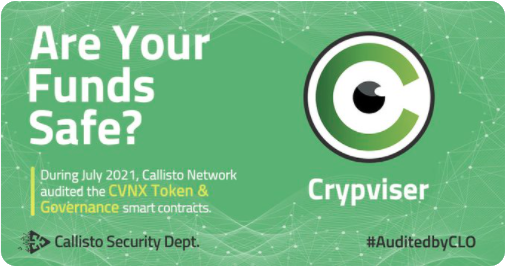 Are Your
Funds
Safe?
During July 2021, Callisto Network
audited the CVNX Token &
Governance smart contracts.
Crypviser
Callisto Security Dept.
#AuditedbyCLO